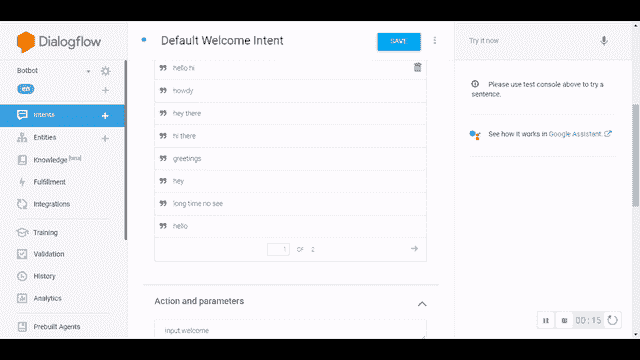 Dialogflow
Default Welcome Intent
SAVE
Try it now
Botbot
en
hello hi
howdy
hey there
hi there
greetings
hey
long time no see
hello
1 OF 2
Action and parameters
input welcome
Intents
Entities
Knowledge [beta]
Fulfillment
Integrations
Training
Validation
History
Analytics
Prebuilt Agents
Please use test console above to try a
sentence.
See how it works in Google Assistant.
00:15